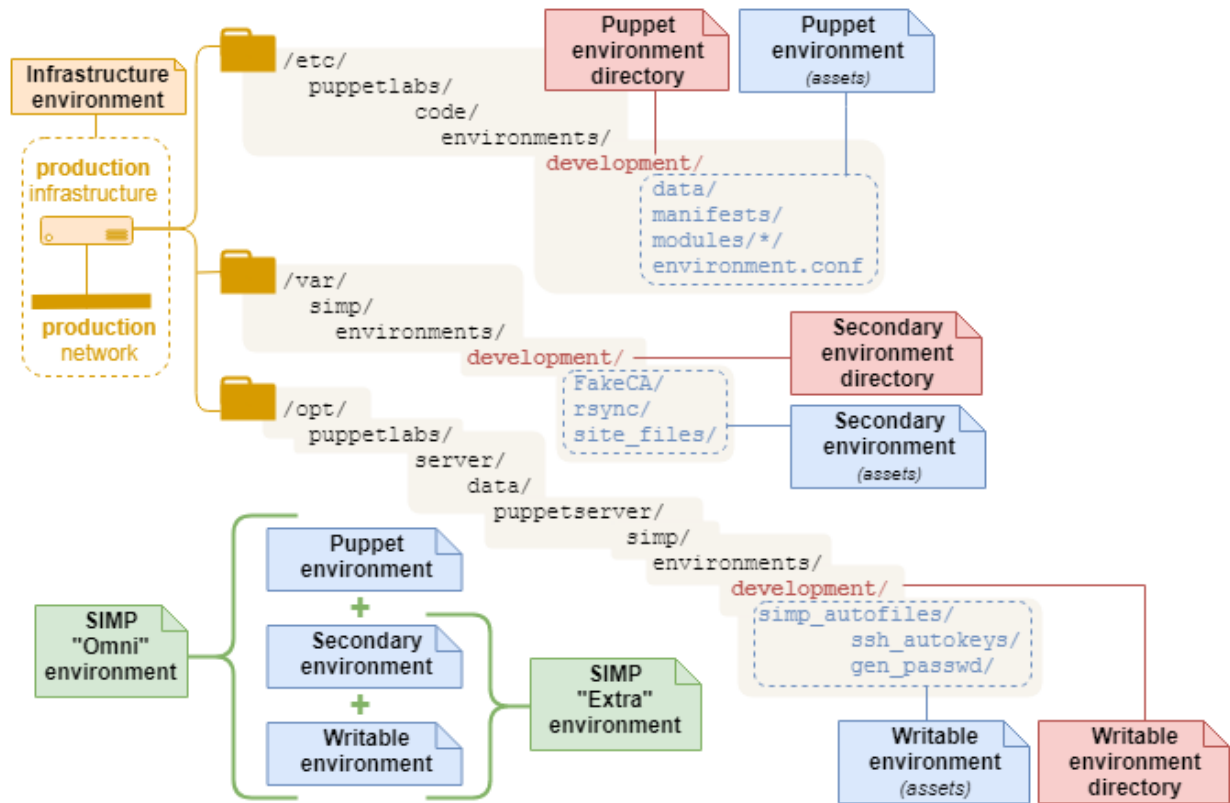 Infrastructure
environment
production
infrastructure
production
network
/etc/
puppetlabs/
code/
environments/
development/
data/
manifests/
modules/*/
environment.conf
Puppet
environment
directory
Puppet
environment
(assets)
/var/
simp/
environments/
development/
FakeCA/
rsync/
site_files/
Secondary
environment
directory
Secondary
environment
(assets)
/opt/
puppetlabs/
server/
data/
puppetserver/
simp/
environments/
development/
simp_autofiles/
ssh_autokeys/
gen_passwd/
Writable
environment
(assets)
Writable
environment
directory
SIMP
"Omni"
environment
Puppet
environment
+
Secondary
environment
+
Writable
environment
SIMP
"Extra"
environment